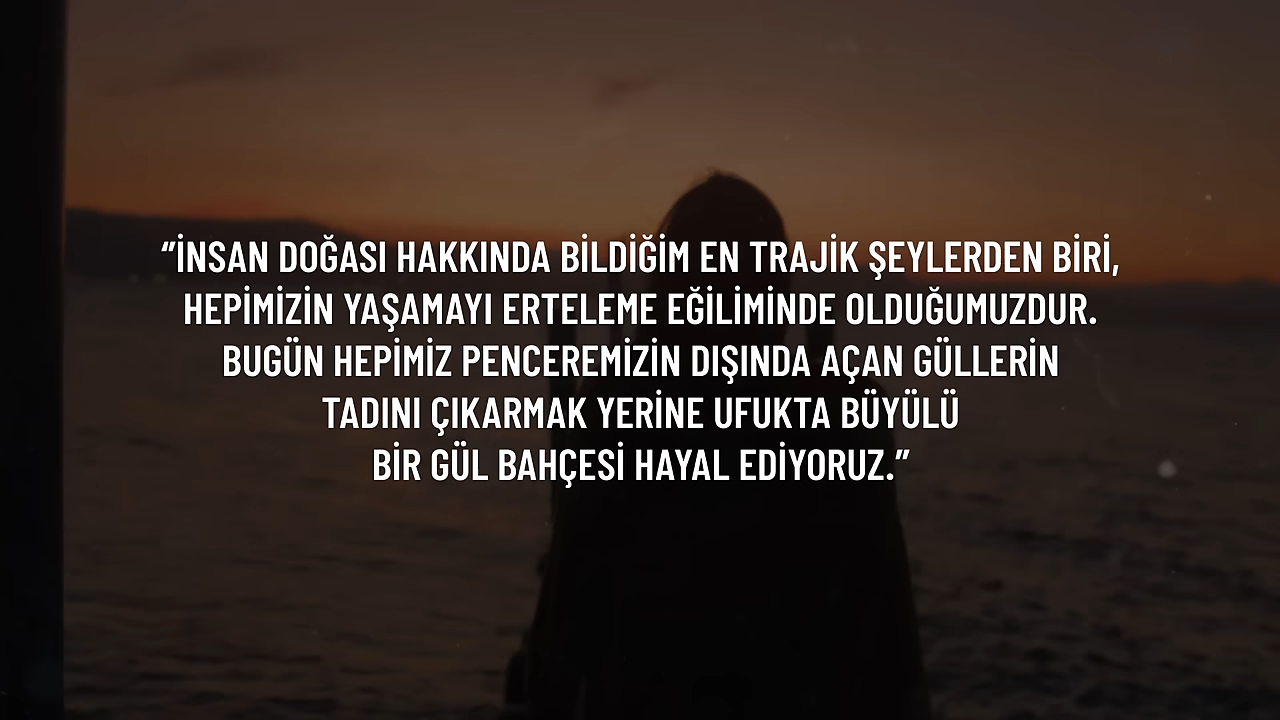 “İNSAN DOĞASI HAKKINDA BİLDİĞİM EN TRAJİK ŞEYLERDEN BİRİ,
HEPİMİZİN YAŞAMAYI ERTELEME EĞİLİMİNDE OLDUĞUMUZDUR.
BUGÜN HEPİMİZ PENCEREMİZİN DIŞINDA AÇAN GÜLLERİN
TADINI ÇIKARMAK YERİNE UFUKTA BÜYÜLÜ
BİR GÜL BAHÇESİ HAYAL EDİYORUZ.”